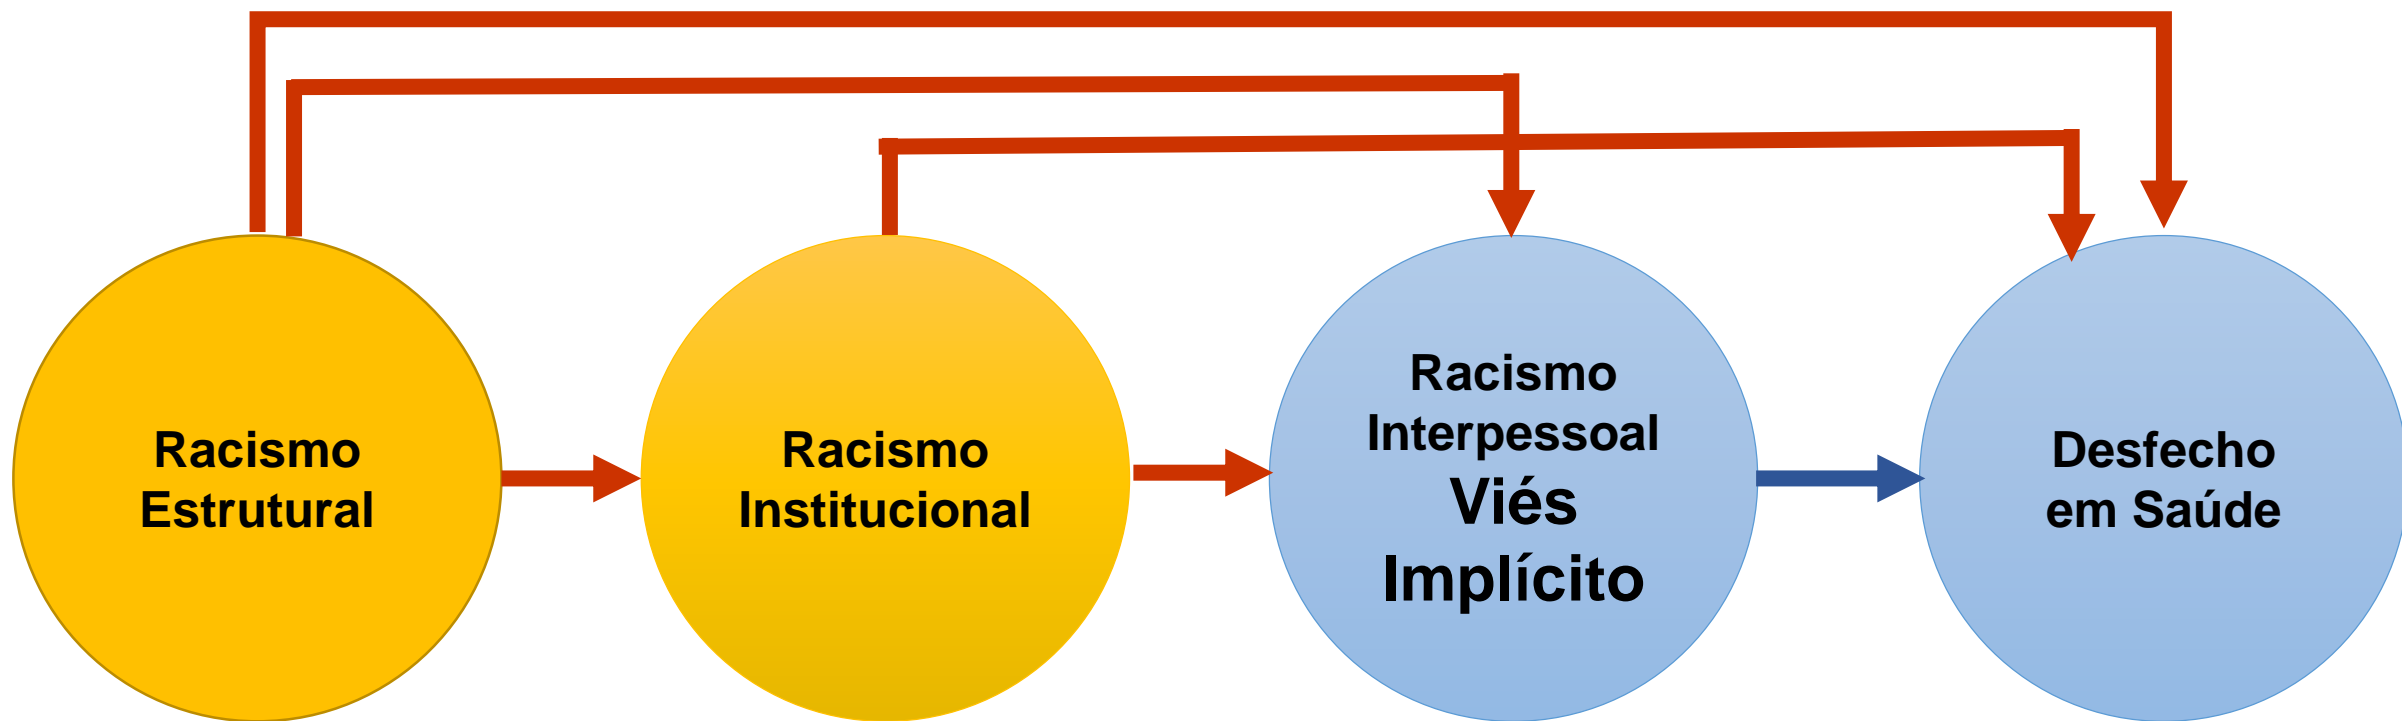 Racismo
Estrutural
Racismo
Institucional
Racismo
Interpessoal
Viés
Implícito
Desfecho
em Saúde